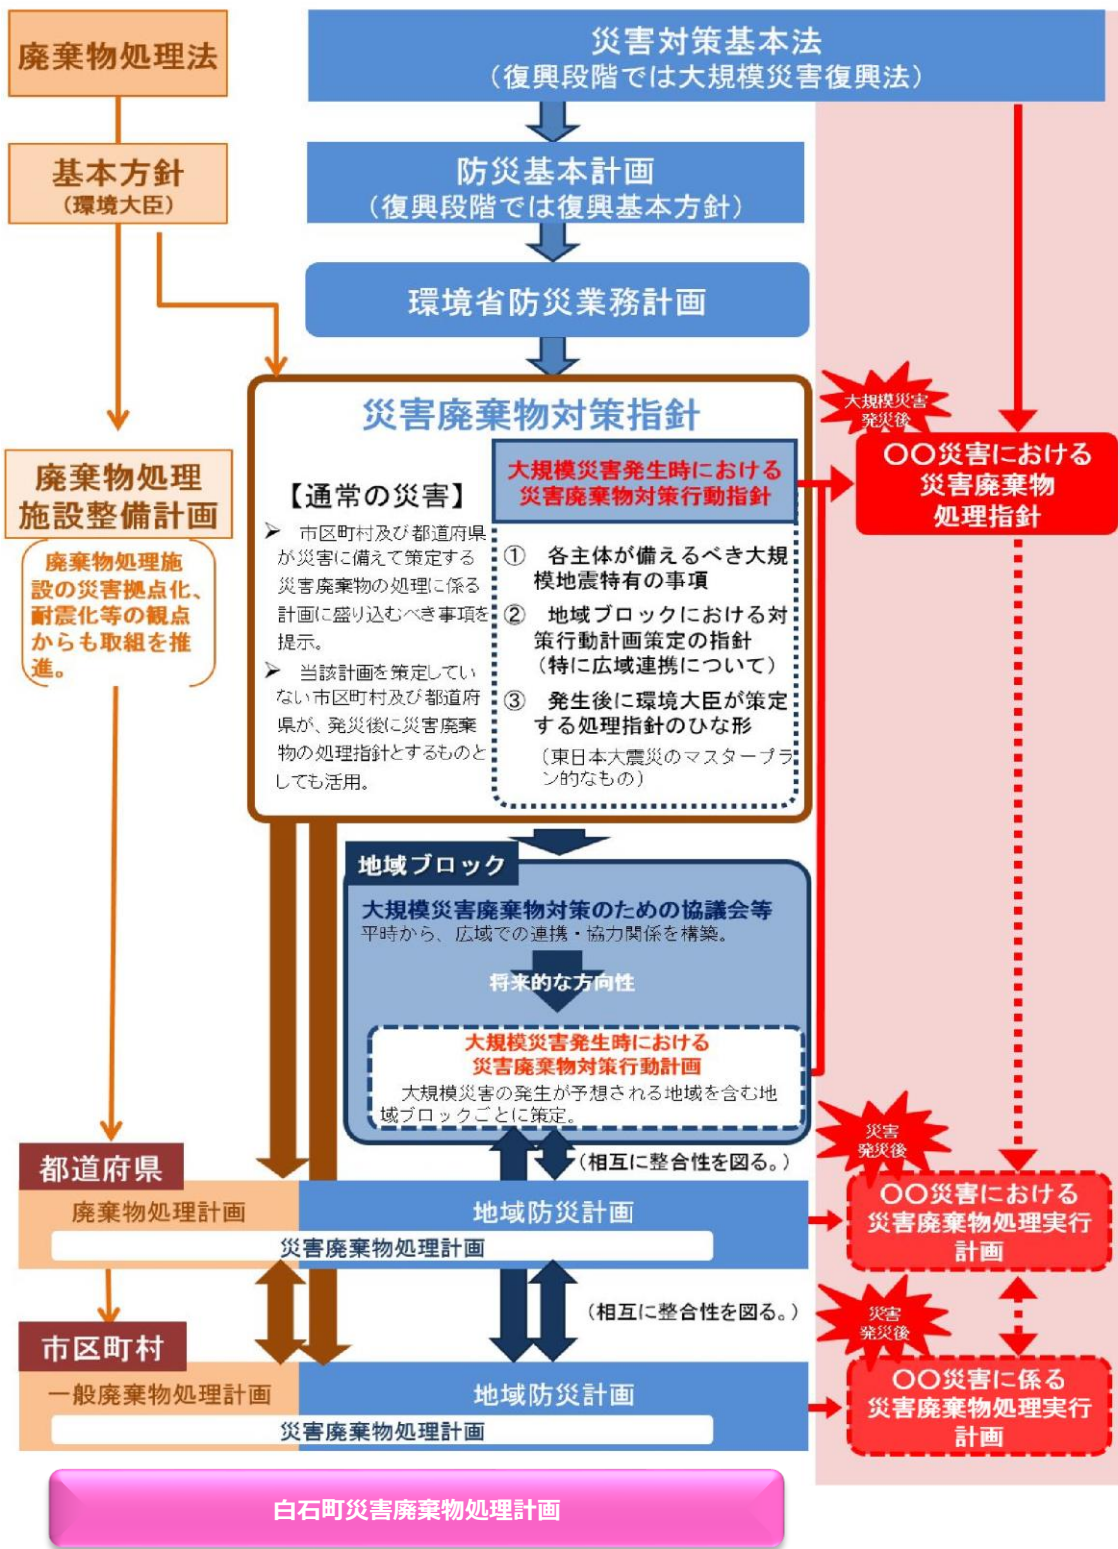 廃棄物処理法
災害対策基本法
（復興段階では大規模災害復興法）
基本方針
（環境大臣）
防災基本計画
（復興段階では復興基本方針）
環境省防災業務計画
災害廃棄物対策指針
【通常の災害】
➢ 市区町村及び都道府県
が災害に備えて策定する
災害廃棄物の処理に係る
計画に盛り込むべき事項を
提示。
➢ 当該計画を策定してい
ない市区町村及び都道府
県が、発災後に災害廃棄
物の処理指針とするものと
しても活用。
大規模災害発生時における
災害廃棄物対策行動指針
① 各主体が備えるべき大規
模地震特有の事項
② 地域ブロックにおける対
策行動計画策定の指針
（特に広域連携について）
③ 発生後に環境大臣が策定
する処理指針のひな形
（東日本大震災のマスタープラ
ン的なもの）
大規模災害
発災後
〇〇災害における
災害廃棄物
処理指針
廃棄物処理
施設整備計画
廃棄物処理施
設の災害拠点化、
耐震化等の観点
からも取組を推
進。
地域ブロック
大規模災害廃棄物対策のための協議会等
平時から、広域での連携・協力関係を構築。
将来的な方向性
大規模災害発生時における
災害廃棄物対策行動計画
大規模災害の発生が予想される地域を含む地
域ブロックごとに策定。
（相互に整合性を図る。）
災害
発災後
都道府県
廃棄物処理計画
地域防災計画
災害廃棄物処理計画
〇〇災害における
災害廃棄物処理実行
計画
（相互に整合性を図る。）
災害
発災後
市区町村
一般廃棄物処理計画
地域防災計画
災害廃棄物処理計画
〇〇災害に係る
災害廃棄物処理実行
計画
白石町災害廃棄物処理計画